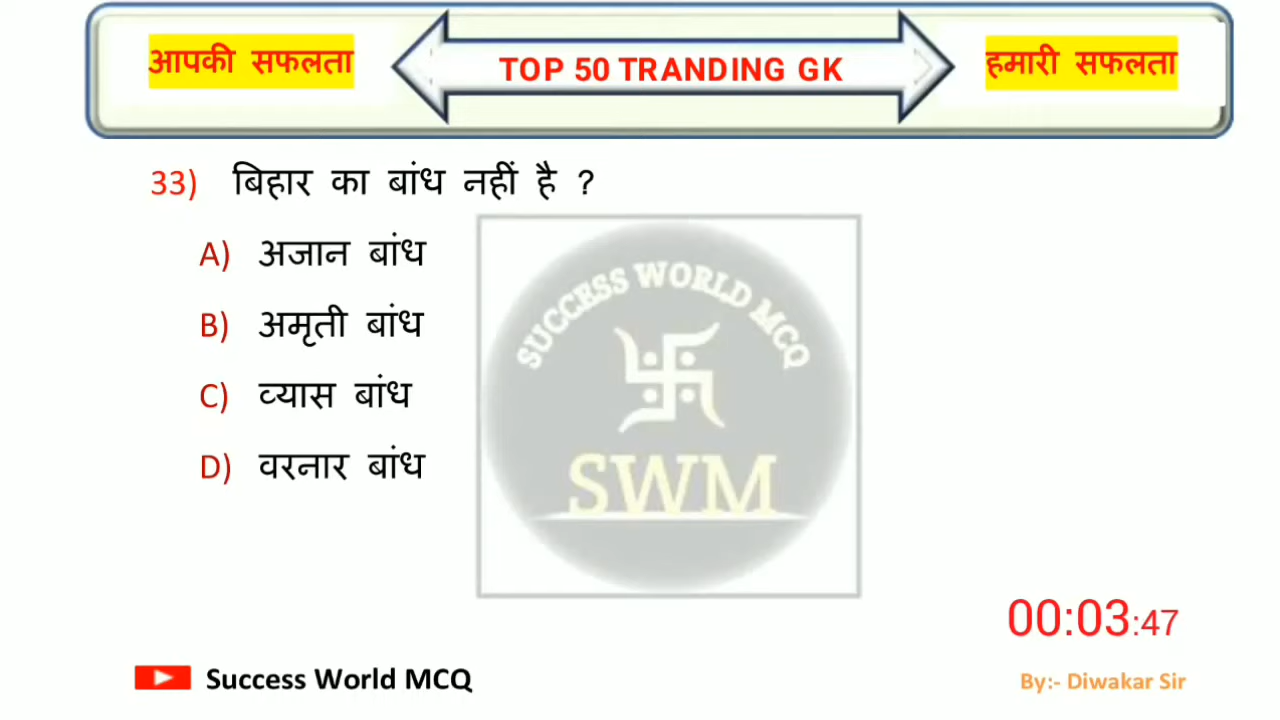 आपकी सफलता
TOP 50 TRANDING GK
हमारी सफलता
33) बिहार का बांध नहीं है ?
A) अजान बांध
B) अमृती बांध
C) व्यास बांध
D) वरनार बांध
SUCCESS WORLD MCQ
SWM
00:03:47
Success World MCQ
By:- Diwakar Sir